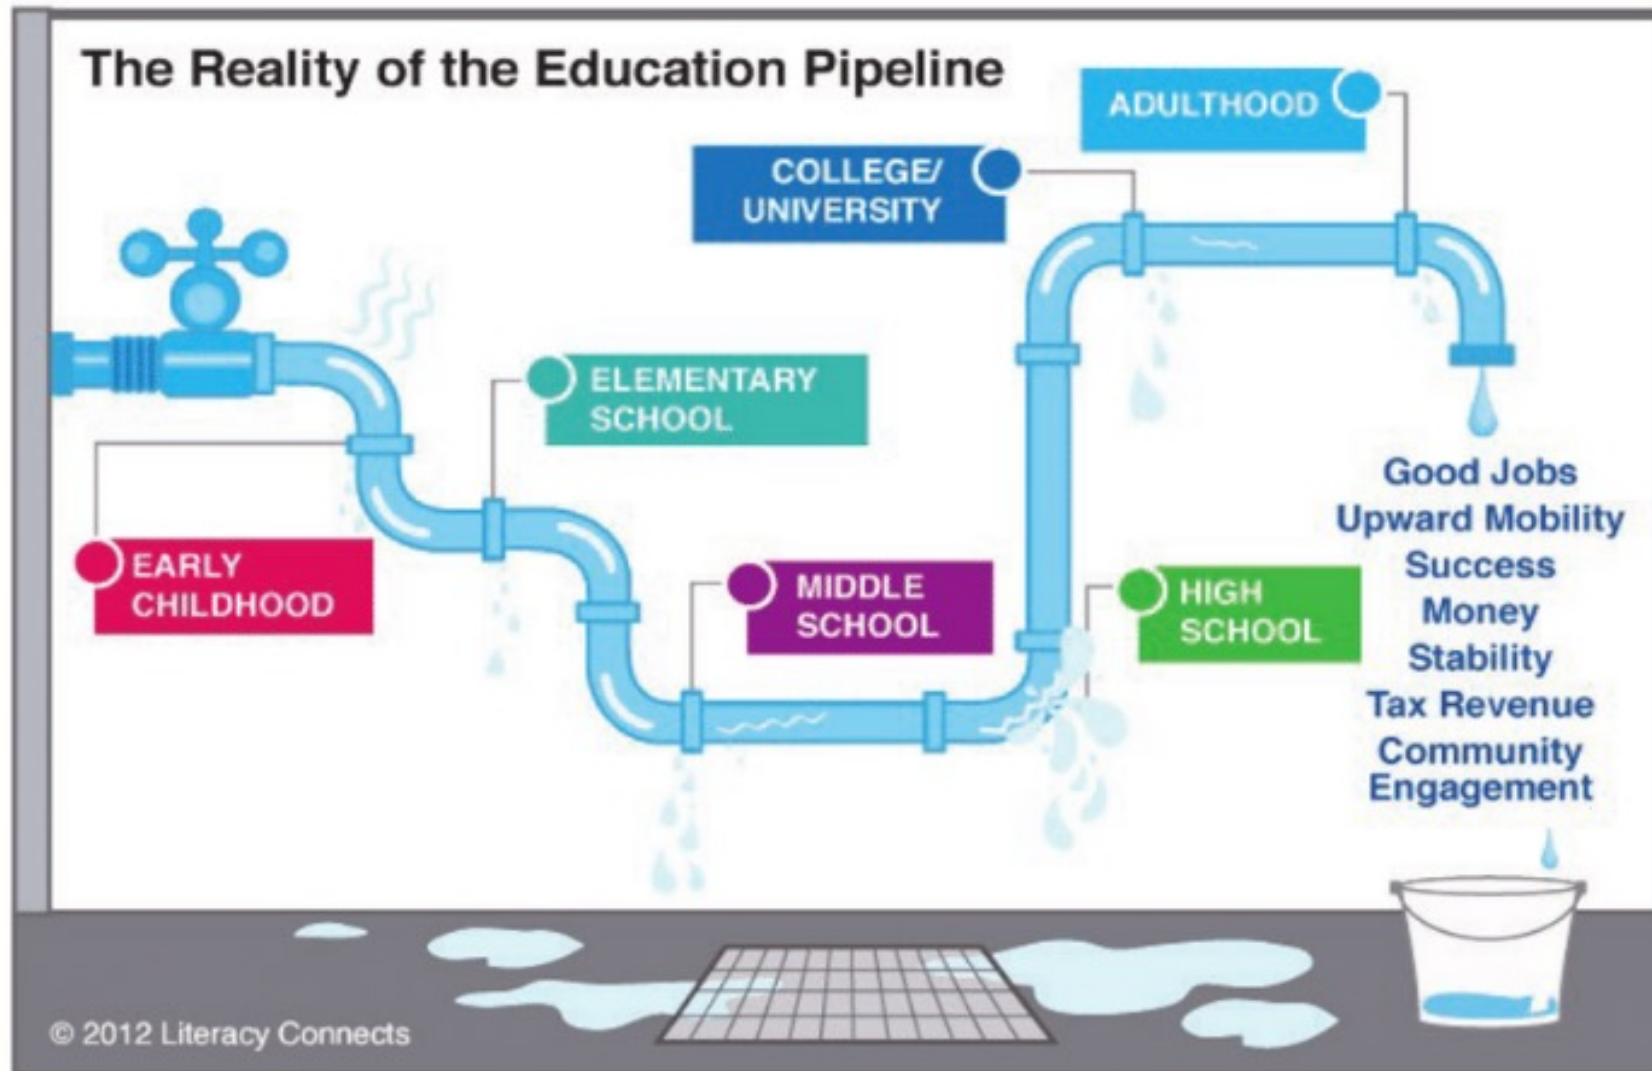 The Reality of the Education Pipeline
ADULTHOOD
COLLEGE/
UNIVERSITY
ELEMENTARY
SCHOOL
EARLY
CHILDHOOD
MIDDLE
SCHOOL
HIGH
SCHOOL
Good Jobs
Upward Mobility
Success
Money
Stability
Tax Revenue
Community
Engagement
© 2012 Literacy Connects